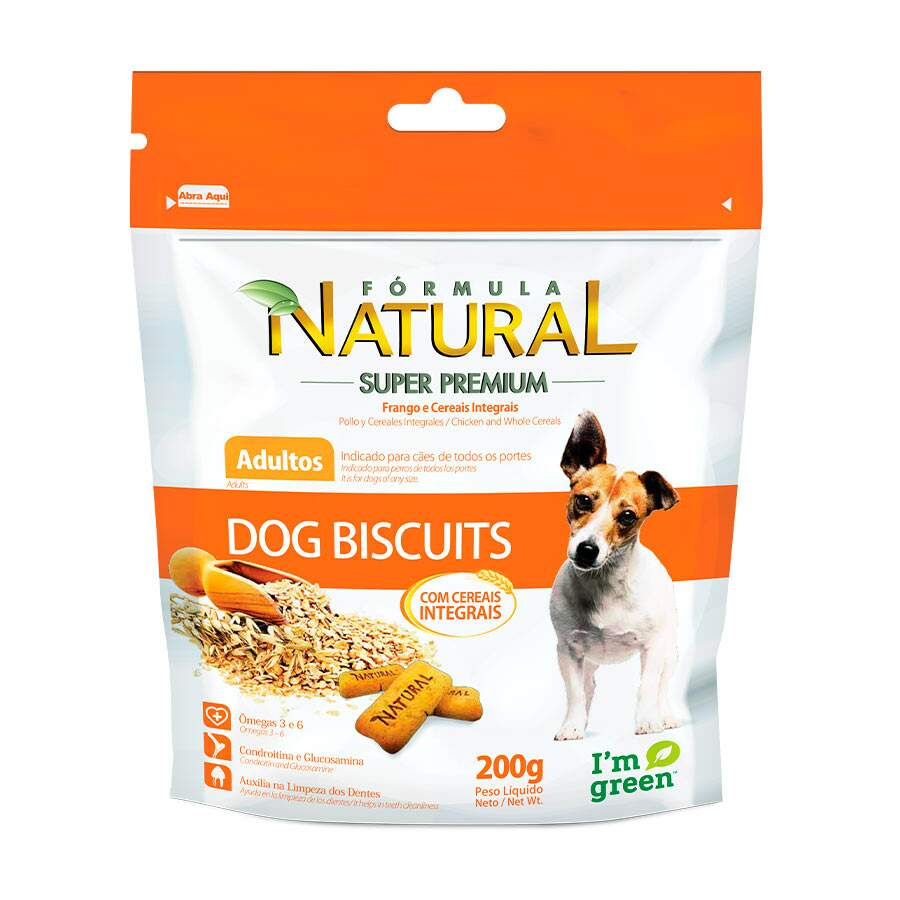 Abra Aqui
FÓRMULA
NATURAL
SUPER PREMIUM
Frango e Cereais Integrais
Pollo y Cereales Integrales / Chicken and Whole Cereals
Adultos
Adults
Indicado para cães de todos os portes
Indicado para perros de todos los portes
It is for dogs of any size.
DOG BISCUITS
COM CEREAIS
INTEGRAIS
NATURAL
NATURAL
URAL
Ômegas 3 e 6
Omegas 3 - 6
Condroitina e Glucosamina
Condroitin and Glucosamine
Auxilia na Limpeza dos Dentes
Ayuda en la limpieza de los dientes/ It helps in teeth cleanliness
200g
Peso Líquido
Neto / Net Wt.
I'm
green™